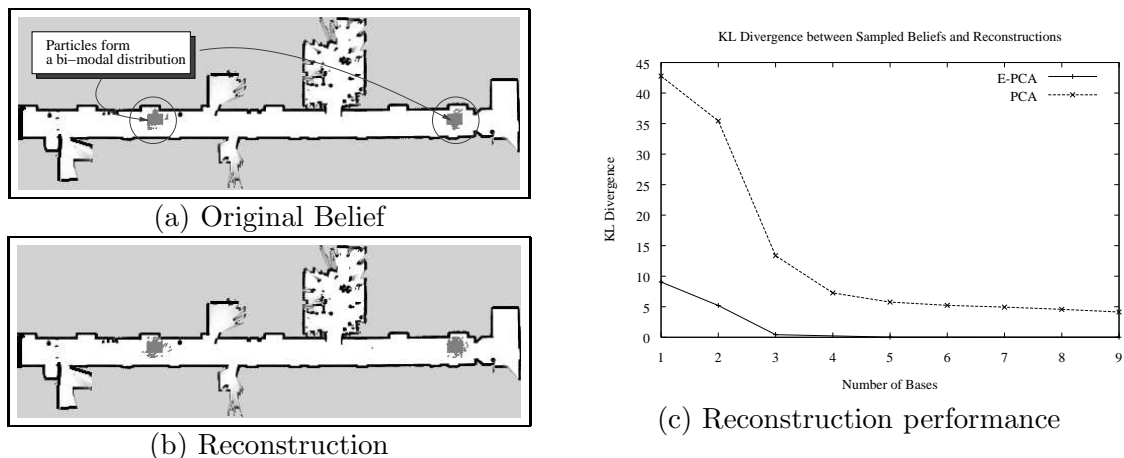 Particles form
a bi-modal distribution
(a) Original Belief
(b) Reconstruction
KL Divergence between Sampled Beliefs and Reconstructions
E-PCA
PCA
45
40
35
30
25
20
15
10
5
0
KL Divergence
1 2 3 4 5 6 7 8 9
Number of Bases
(c) Reconstruction performance